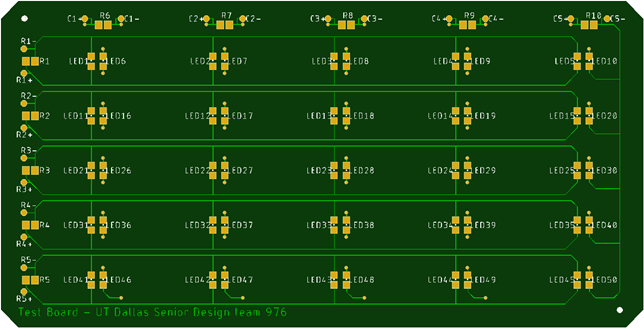 C1- R6 C1- C2+ R7 C2- C3+ R8 C3- C4+ R9 C4- C5- R10 C5-
R1-
R1 LED1 LED6 LED2 LED7 LED3 LED8 LED4 LED9 LED5 LED10
R1+
R2-
R2 LED11 LED16 LED12 LED17 LED13 LED18 LED14 LED19 LED15 LED20
R2+
R3-
R3 LED21 LED26 LED22 LED27 LED23 LED28 LED24 LED29 LED25 LED30
R3+
R4-
R4 LED31 LED36 LED32 LED37 LED33 LED38 LED34 LED39 LED35 LED40
R4+
R5-
R5 LED41 LED46 LED42 LED47 LED43 LED48 LED44 LED49 LED45 LED50
R5+
Test Board - UT Dallas Senior Design team 976